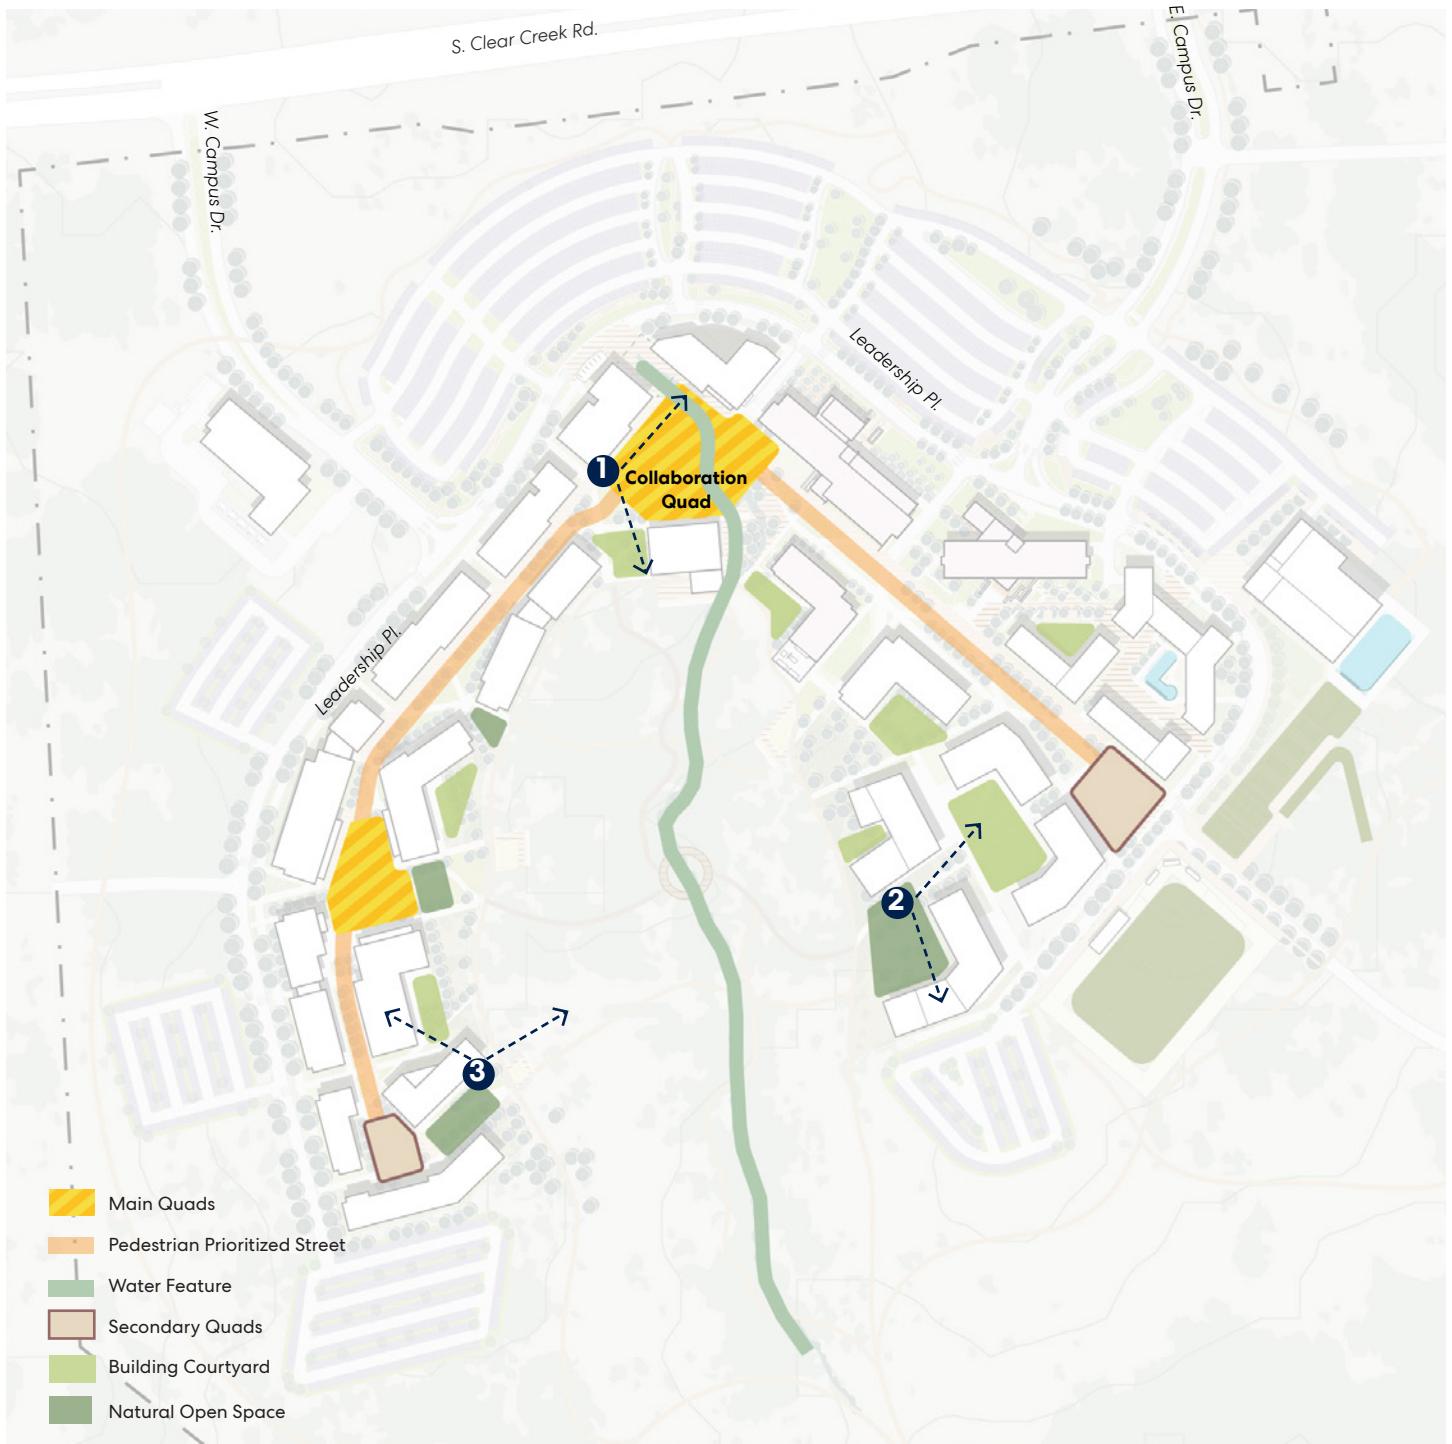 S. Clear Creek Rd.
E. Campus Dr.
W. Campus Dr.
Leadership Pl.
1
Collaboration
Quad
Leadership Pl.
2
3
Main Quads
Pedestrian Prioritized Street
Water Feature
Secondary Quads
Building Courtyard
Natural Open Space